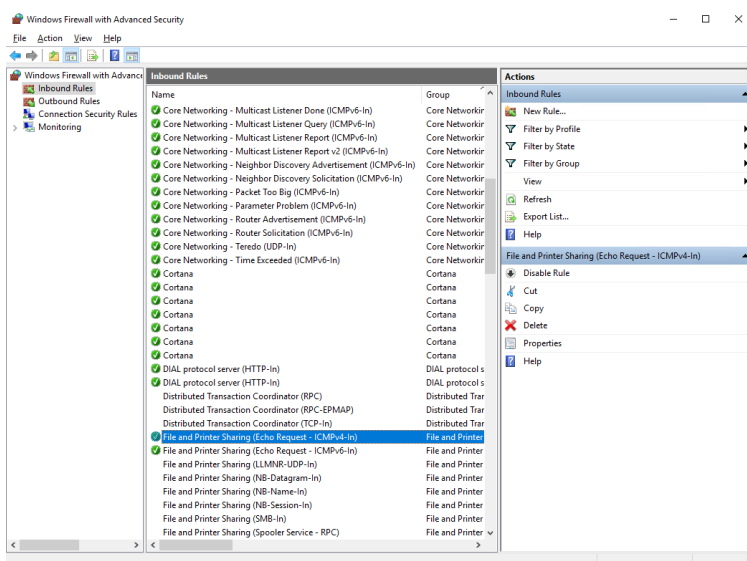 Windows Firewall with Advanced Security
File Action View Help
Windows Firewall with Advance
Inbound Rules
Outbound Rules
Connection Security Rules
Monitoring
Inbound Rules
Name Group
Core Networking - Multicast Listener Done (ICMPv6-In) Core Networkin
Core Networking - Multicast Listener Query (ICMPv6-In) Core Networkin
Core Networking - Multicast Listener Report (ICMPv6-In) Core Networkin
Core Networking - Multicast Listener Report v2 (ICMPv6-In) Core Networkin
Core Networking - Neighbor Discovery Advertisement (ICMPv6-In) Core Networkin
Core Networking - Neighbor Discovery Solicitation (ICMPv6-In) Core Networkin
Core Networking - Packet Too Big (ICMPv6-In) Core Networkin
Core Networking - Parameter Problem (ICMPv6-In) Core Networkin
Core Networking - Router Advertisement (ICMPv6-In) Core Networkin
Core Networking - Router Solicitation (ICMPv6-In) Core Networkin
Core Networking - Teredo (UDP-In) Core Networkin
Core Networking - Time Exceeded (ICMPv6-In) Core Networkin
Cortana Cortana
Cortana Cortana
Cortana Cortana
Cortana Cortana
Cortana Cortana
Cortana Cortana
Cortana Cortana
DIAL protocol server (HTTP-In) DIAL protocol s
DIAL protocol server (HTTP-In) DIAL protocol s
Distributed Transaction Coordinator (RPC) Distributed Trar
Distributed Transaction Coordinator (RPC-EPMAP) Distributed Trar
Distributed Transaction Coordinator (TCP-In) Distributed Trar
File and Printer Sharing (Echo Request - ICMPv4-In) File and Printer
File and Printer Sharing (Echo Request - ICMPv6-In) File and Printer
File and Printer Sharing (LLMNR-UDP-In) File and Printer
File and Printer Sharing (NB-Datagram-In) File and Printer
File and Printer Sharing (NB-Name-In) File and Printer
File and Printer Sharing (NB-Session-In) File and Printer
File and Printer Sharing (SMB-In) File and Printer
File and Printer Sharing (Spooler Service - RPC) File and Printer
Actions
Inbound Rules
New Rule...
Filter by Profile
Filter by State
Filter by Group
View
Refresh
Export List...
Help
File and Printer Sharing (Echo Request - ICMPv4-In)
Disable Rule
Cut
Copy
Delete
Properties
Help